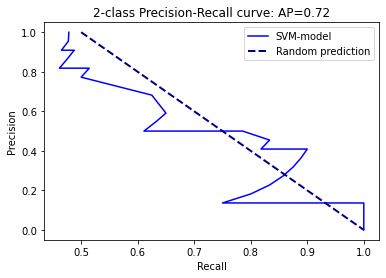 2-class Precision-Recall curve: AP=0.72
SVM-model
Random prediction
Precision
1.0
0.8
0.6
0.4
0.2
0.0
0.5
0.6
0.7
0.8
0.9
1.0
Recall